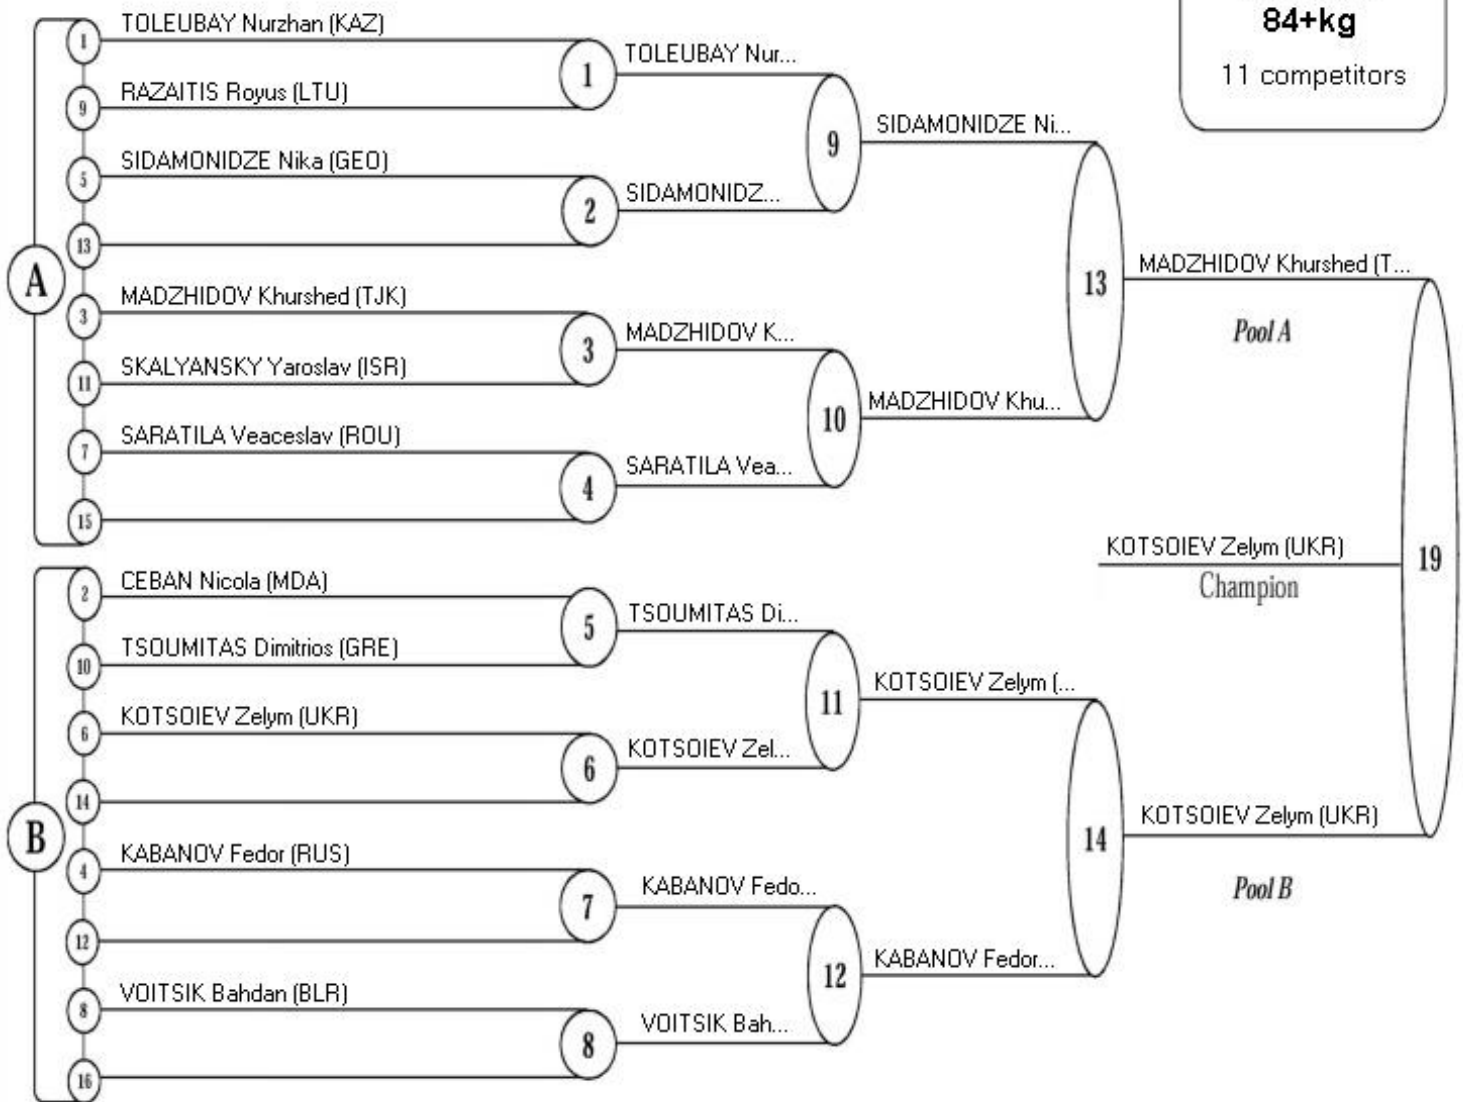 84+kg
11 competitors
A
1
TOLEUBAY Nurzhan (KAZ)
9
RAZAITIS Royus (LTU)
5
SIDAMONIDZE Nika (GEO)
13
3
MADZHIDOV Khurshed (TJK)
11
SKALYANSKY Yaroslav (ISR)
7
SARATILA Veaceslav (ROU)
15
1
2
3
4
TOLEUBAY Nur...
SIDAMONIDZ...
MADZHIDOV K...
SARATILA Vea...
9
10
SIDAMONIDZE Ni...
MADZHIDOV Khu...
13
MADZHIDOV Khurshed (T...
Pool A
B
2
CEBAN Nicola (MDA)
10
TSOUMITAS Dimitrios (GRE)
6
KOTSOIEV Zelym (UKR)
14
4
KABANOV Fedor (RUS)
12
8
VOITSIK Bahdan (BLR)
16
5
6
7
8
TSOUMITAS Di...
KOTSOIEV Zel...
KABANOV Fedo...
VOITSIK Bah...
11
12
KOTSOIEV Zelym (...
KABANOV Fedor...
14
KOTSOIEV Zelym (UKR)
Pool B
19
KOTSOIEV Zelym (UKR)
Champion